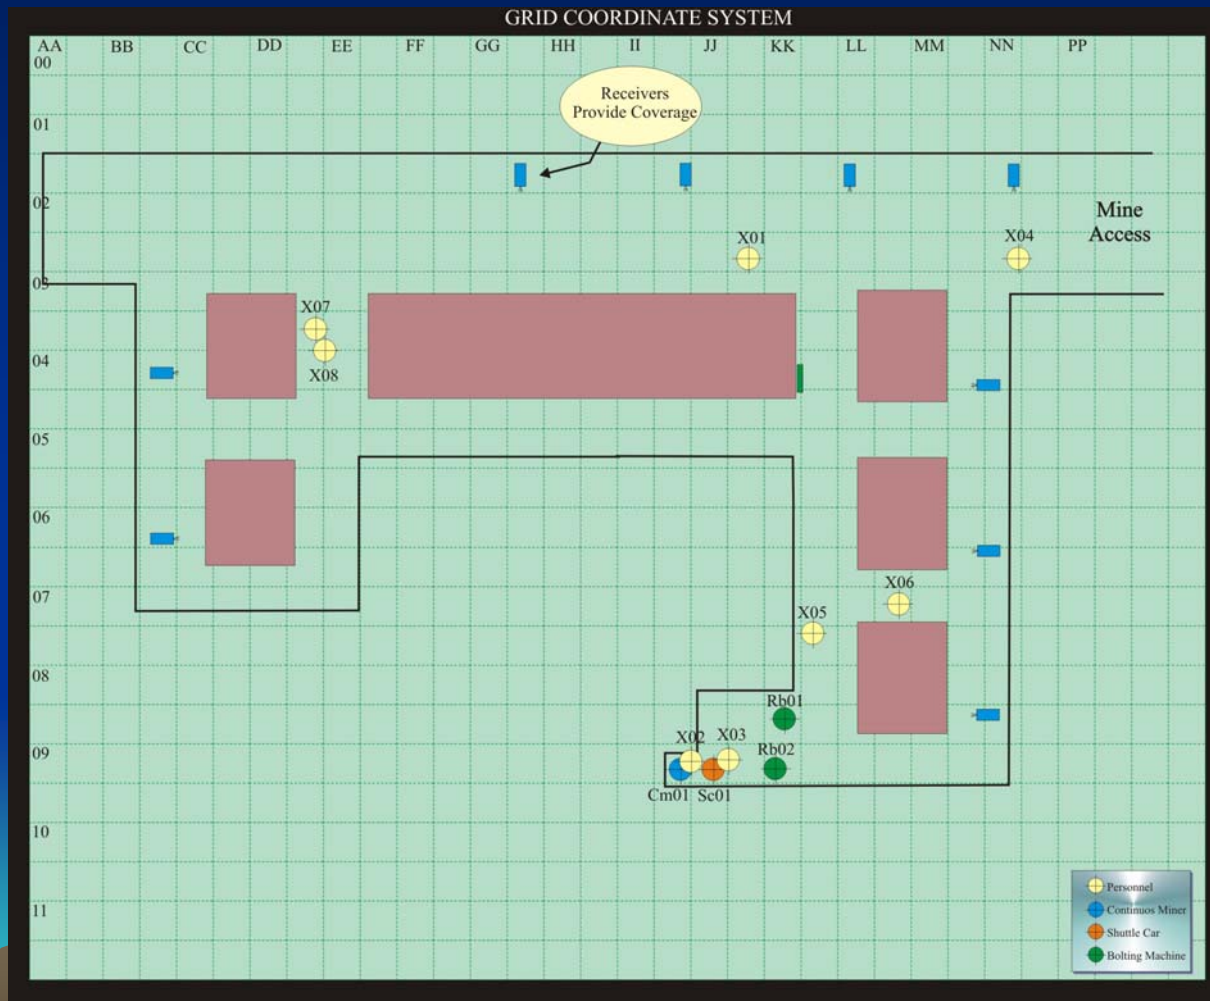 GRID COORDINATE SYSTEM
AA BB CC DD EE FF GG HH II JJ KK LL MM NN PP
00
Receivers
Provide Coverage
01
02
Mine
Access
X01
X04
03
X07
04
X08
05
06
07
X06
X05
08
Rb01
09
X02
X03
Rb02
Cm01
Sc01
10
11
Personnel
Continuos Miner
Shuttle Car
Bolting Machine